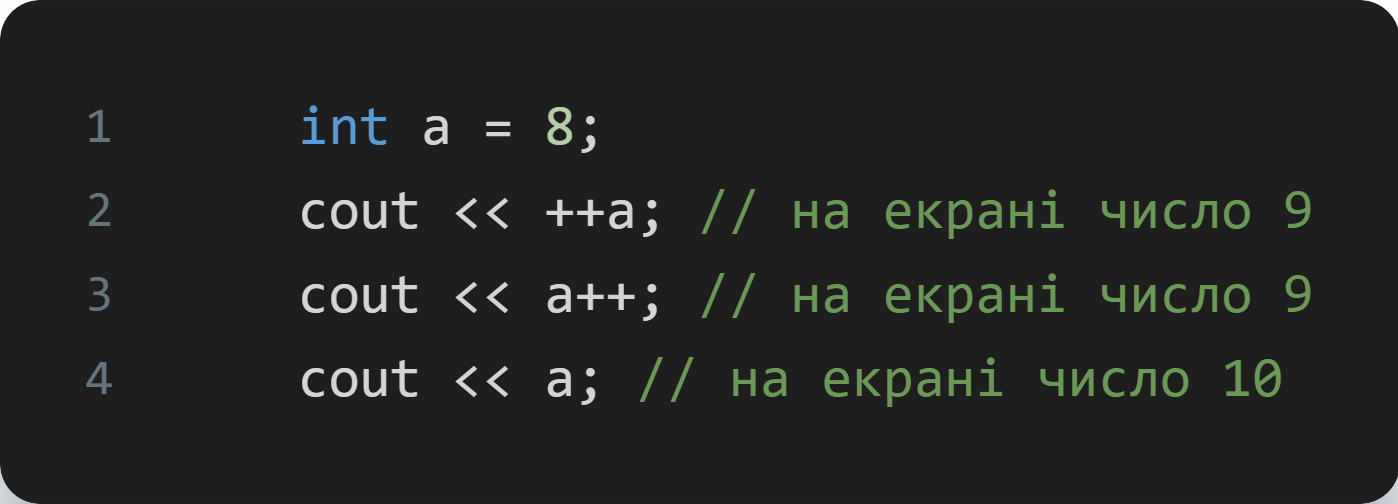 1 int a = 8;
2 cout << ++a; // на екрані число 9
3 cout << a++; // на екрані число 9
4 cout << a; // на екрані число 10